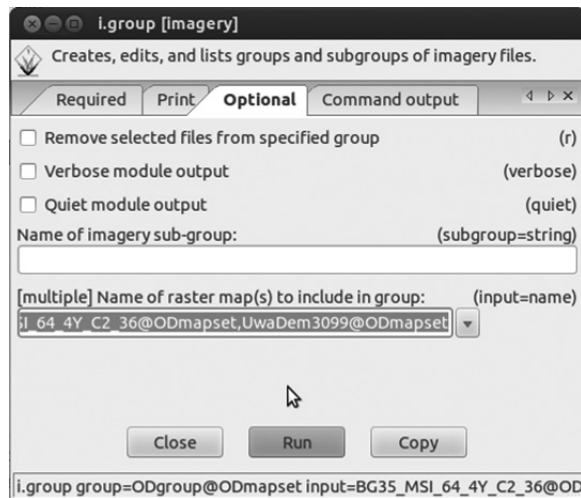 i.group [imagery]
Creates, edits, and lists groups and subgroups of imagery files.
Required Print Optional Command output
Remove selected files from specified group (r)
Verbose module output (verbose)
Quiet module output (quiet)
Name of imagery sub-group: (subgroup=string)
[multiple] Name of raster map(s) to include in group: (input=name)
SI_64_4Y_C2_36@ODmapset,UwaDem3099@ODmapset
Close Run Copy
i.group group=ODgroup@ODmapset input=BG35_MSI_64_4Y_C2_36@OD